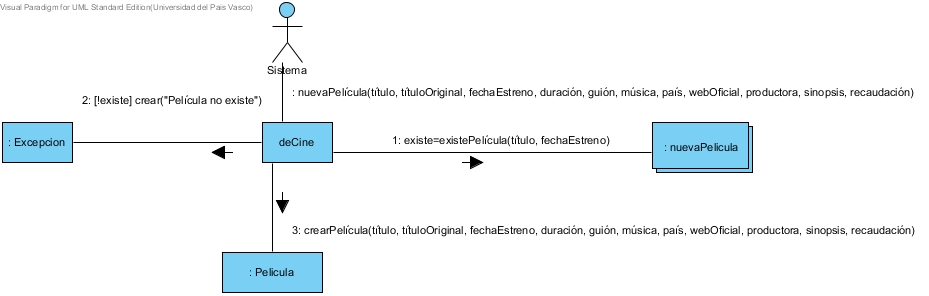 Visual Paradigm for UML Standard Edition(Universidad del Pais Vasco)
Sistema
: nuevaPelícula(título, títuloOriginal, fechaEstreno, duración, guión, música, país, webOficial, productora, sinopsis, recaudación)
2: [!existe] crear("Película no existe")
: Excepcion
deCine
1: existe=existePelícula(título, fechaEstreno)
: nuevaPelicula
3: crearPelícula(título, títuloOriginal, fechaEstreno, duración, guión, música, país, webOficial, productora, sinopsis, recaudación)
: Pelicula